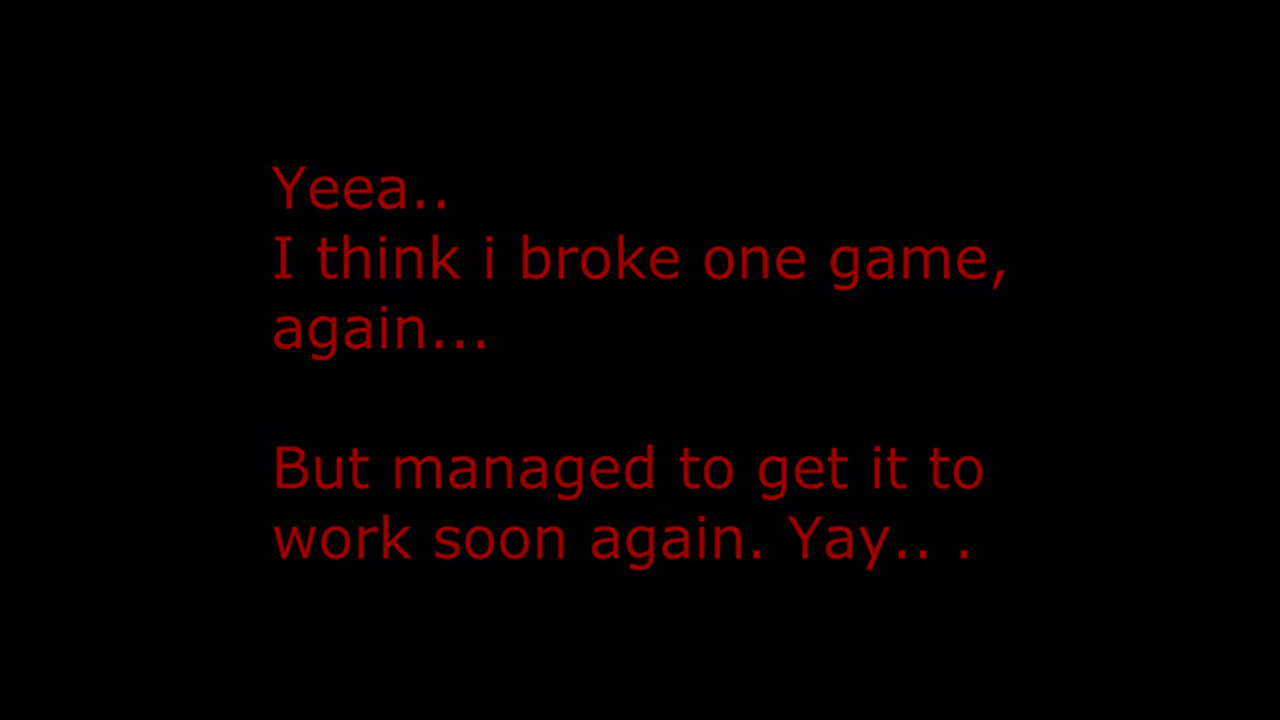 Yeea..
I think i broke one game,
again...
But managed to get it to
work soon again. Yay.. .